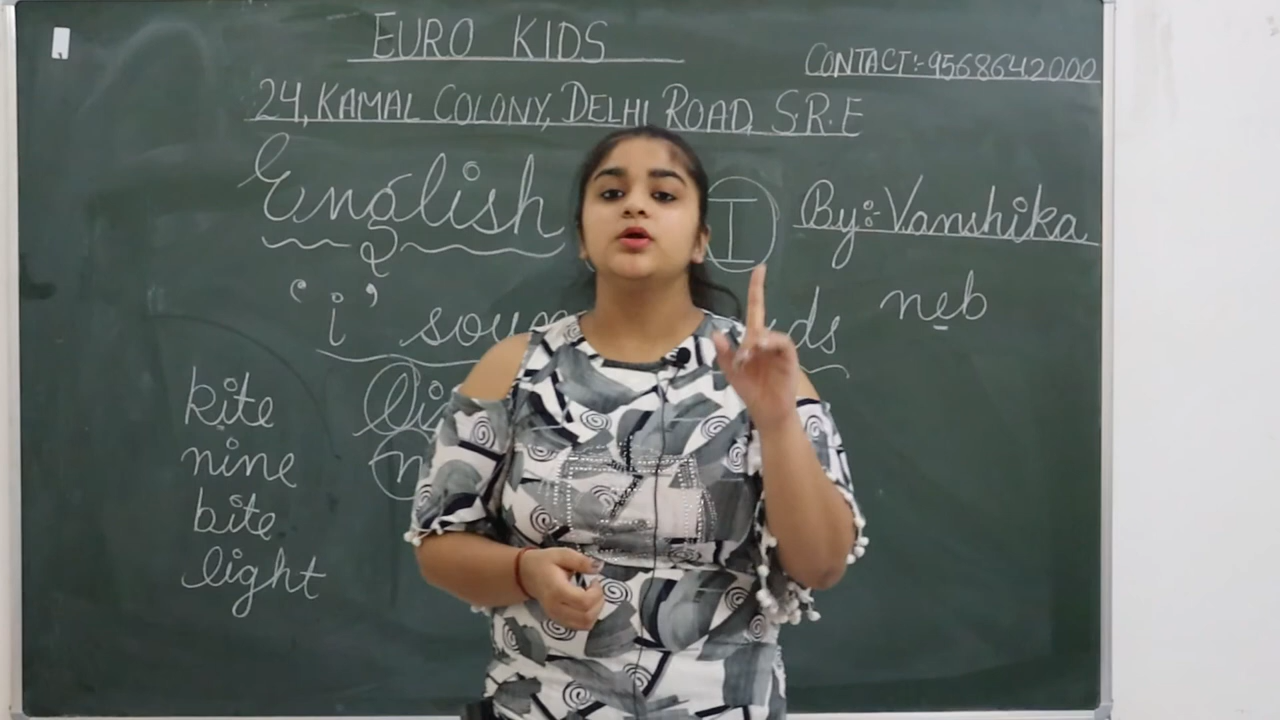 EURO KIDS
CONTACT:-9568642000
24, KAMAL COLONY, DELHI ROAD, S.R.E
English
I
By:-Vanshika
'i'
neb
kite
nine
bite
light